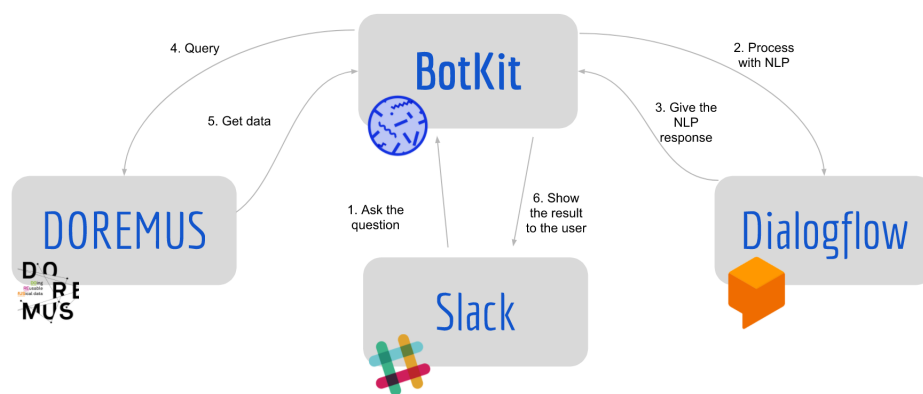 4. Query
BotKit
2. Process
with NLP
5. Get data
3. Give the
NLP
response
DOREMUS
1. Ask the
question
6. Show
the result
to the user
Dialogflow
Slack
DO
RE
MUS